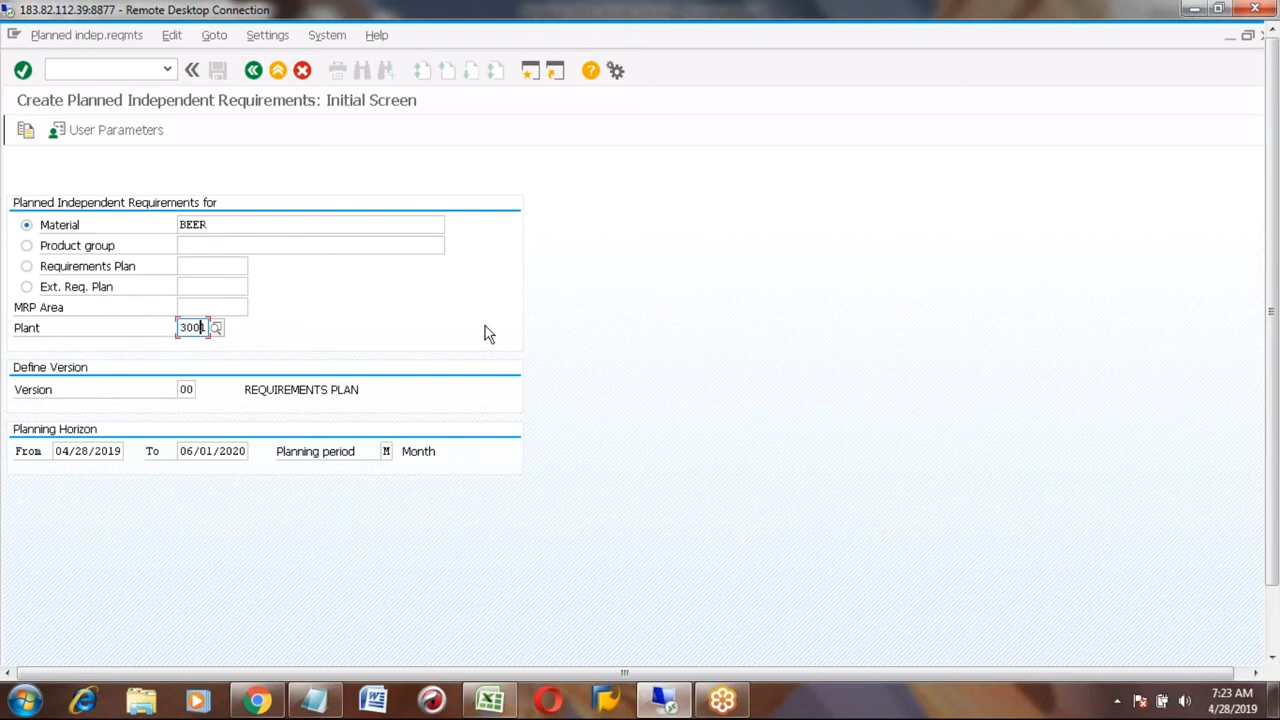 183.82.112.39:8877 - Remote Desktop Connection
Planned indep.reqmts Edit Goto Settings System Help
Create Planned Independent Requirements: Initial Screen
User Parameters
Planned Independent Requirements for
Material BEER
Product group
Requirements Plan
Ext. Req. Plan
MRP Area
Plant 3001
Define Version
Version 00 REQUIREMENTS PLAN
Planning Horizon
From 04/28/2019 To 06/01/2020 Planning period M Month
7:23 AM
4/28/2019